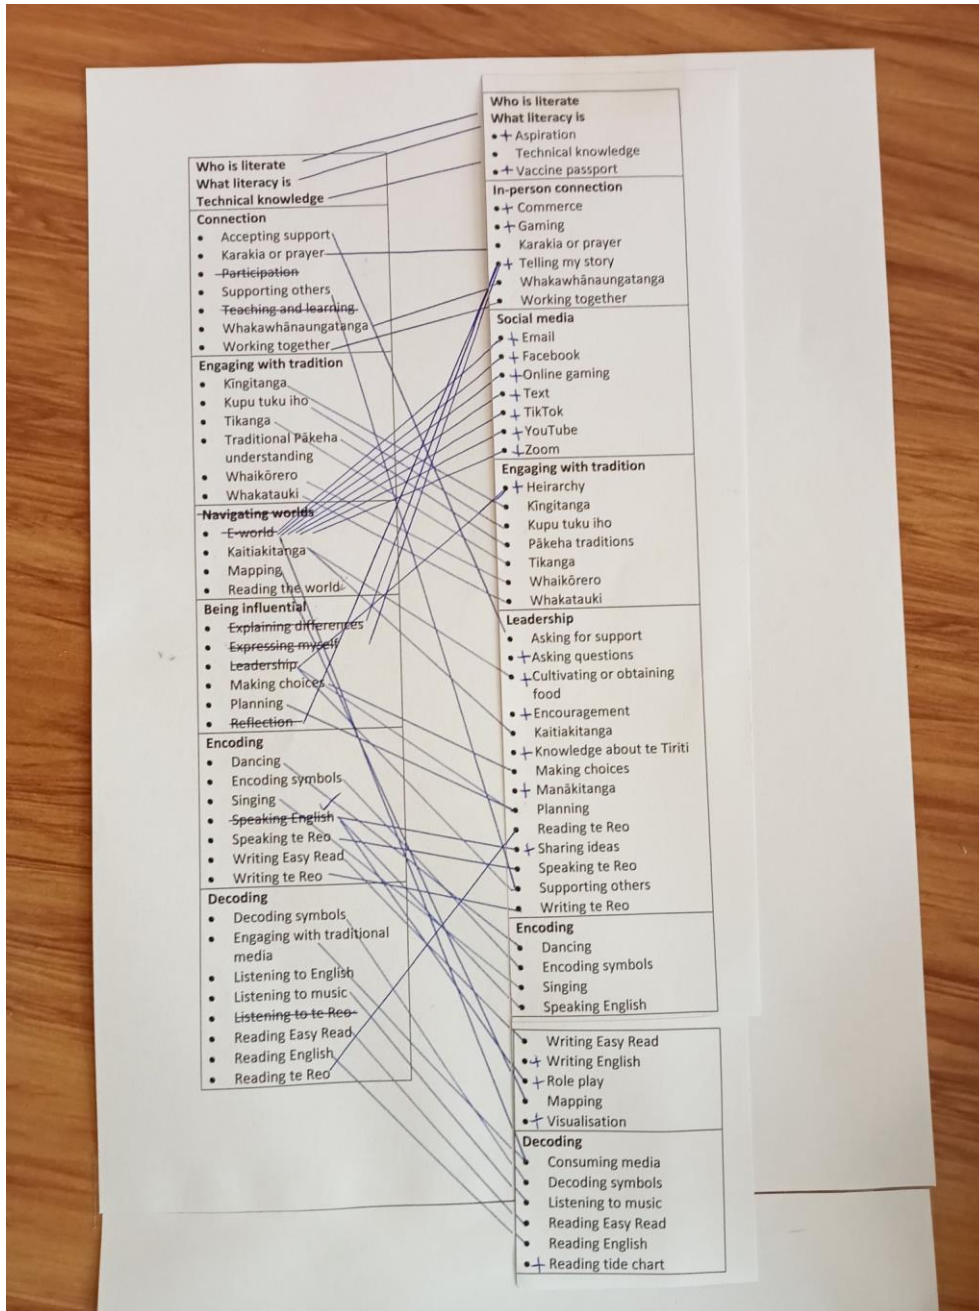 Who is literate
What literacy is
Technical knowledge
Connection
• Accepting support
• Karakia or prayer
• Participation
• Supporting others
• Teaching and learning
• Whakawhānaungatanga
• Working together
Engaging with tradition
• Kīngitanga
• Kupu tuku iho
• Tikanga
• Traditional Pākeha
understanding
• Whaikōrero
• Whakatauki
Navigating worlds
• E-world
• Kaitiakitanga
• Mapping
• Reading the world
Being influential
• Explaining differences
• Expressing myself
• Leadership
• Making choices
• Planning
• Reflection
Encoding
• Dancing
• Encoding symbols
• Singing
• Speaking English
• Speaking te Reo
• Writing Easy Read
• Writing te Reo
Decoding
• Decoding symbols
• Engaging with traditional
media
• Listening to English
• Listening to music
• Listening to te Reo
• Reading Easy Read
• Reading English
• Reading te Reo
Who is literate
What literacy is
• + Aspiration
• Technical knowledge
• + Vaccine passport
In-person connection
• + Commerce
• + Gaming
• Karakia or prayer
• + Telling my story
• Whakawhānaungatanga
• Working together
Social media
• + Email
• + Facebook
• + Online gaming
• + Text
• + TikTok
• + YouTube
• + Zoom
Engaging with tradition
• + Heirarchy
• Kīngitanga
• Kupu tuku iho
• Pākeha traditions
• Tikanga
• Whaikōrero
• Whakatauki
Leadership
• Asking for support
• + Asking questions
• + Cultivating or obtaining
food
• + Encouragement
• Kaitiakitanga
• + Knowledge about te Tiriti
• Making choices
• + Manākitanga
• Planning
• Reading te Reo
• + Sharing ideas
• Speaking te Reo
• Supporting others
• Writing te Reo
Encoding
• Dancing
• Encoding symbols
• Singing
• Speaking English
• Writing Easy Read
• + Writing English
• + Role play
• Mapping
• + Visualisation
Decoding
• Consuming media
• Decoding symbols
• Listening to music
• Reading Easy Read
• Reading English
• + Reading tide chart